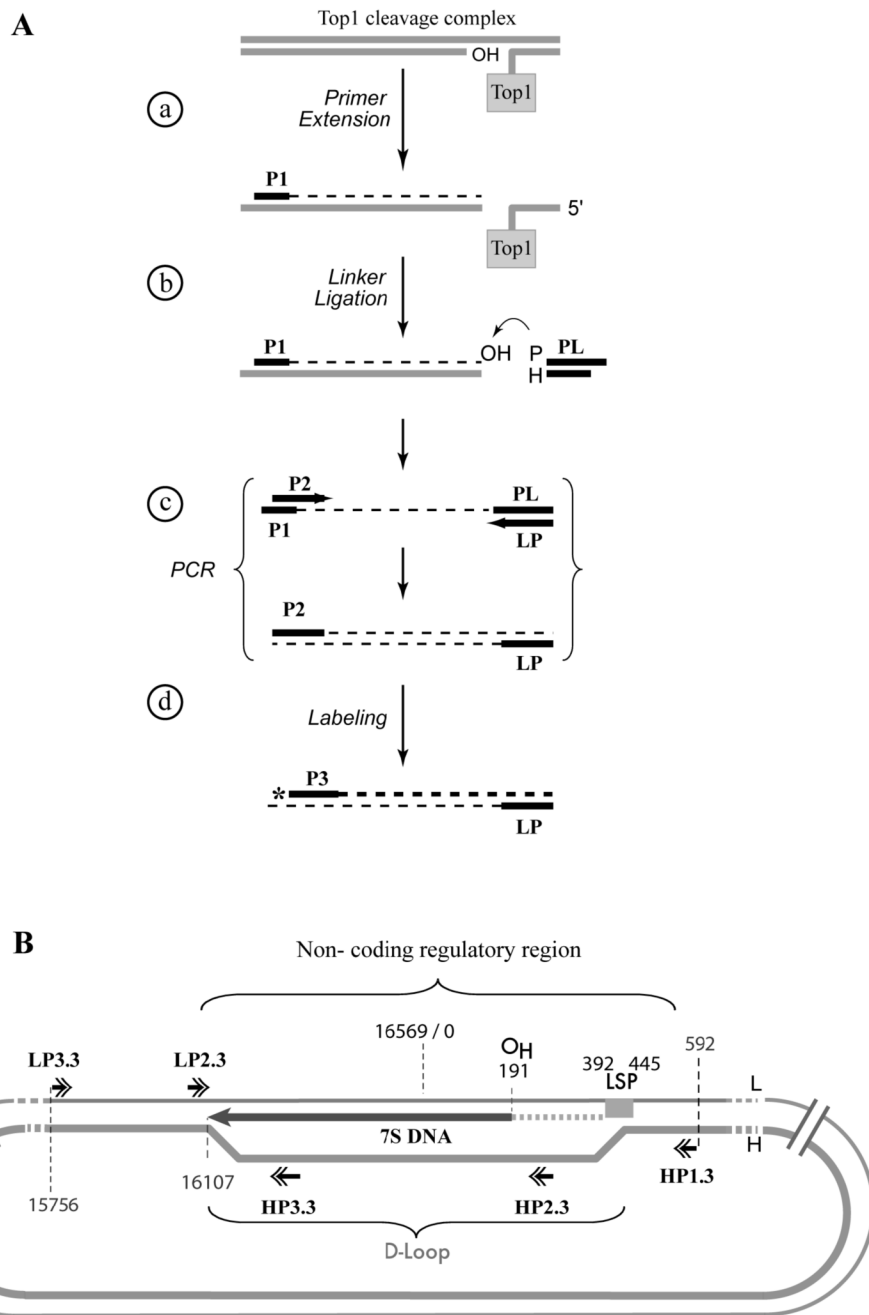 A
Top1 cleavage complex
OH
Top1
a
Primer
Extension
P1
5'
Top1
b
Linker
Ligation
P1
OH
P
PL
H
c
P2
PL
P1
LP
PCR
P2
LP
d
Labeling
* P3
LP
B
Non- coding regulatory region
16569 / 0
OH
592
LP3.3
LP2.3
191
392
445
LSP
L
7S DNA
H
16107
HP1.3
15756
HP3.3
HP2.3
D-Loop